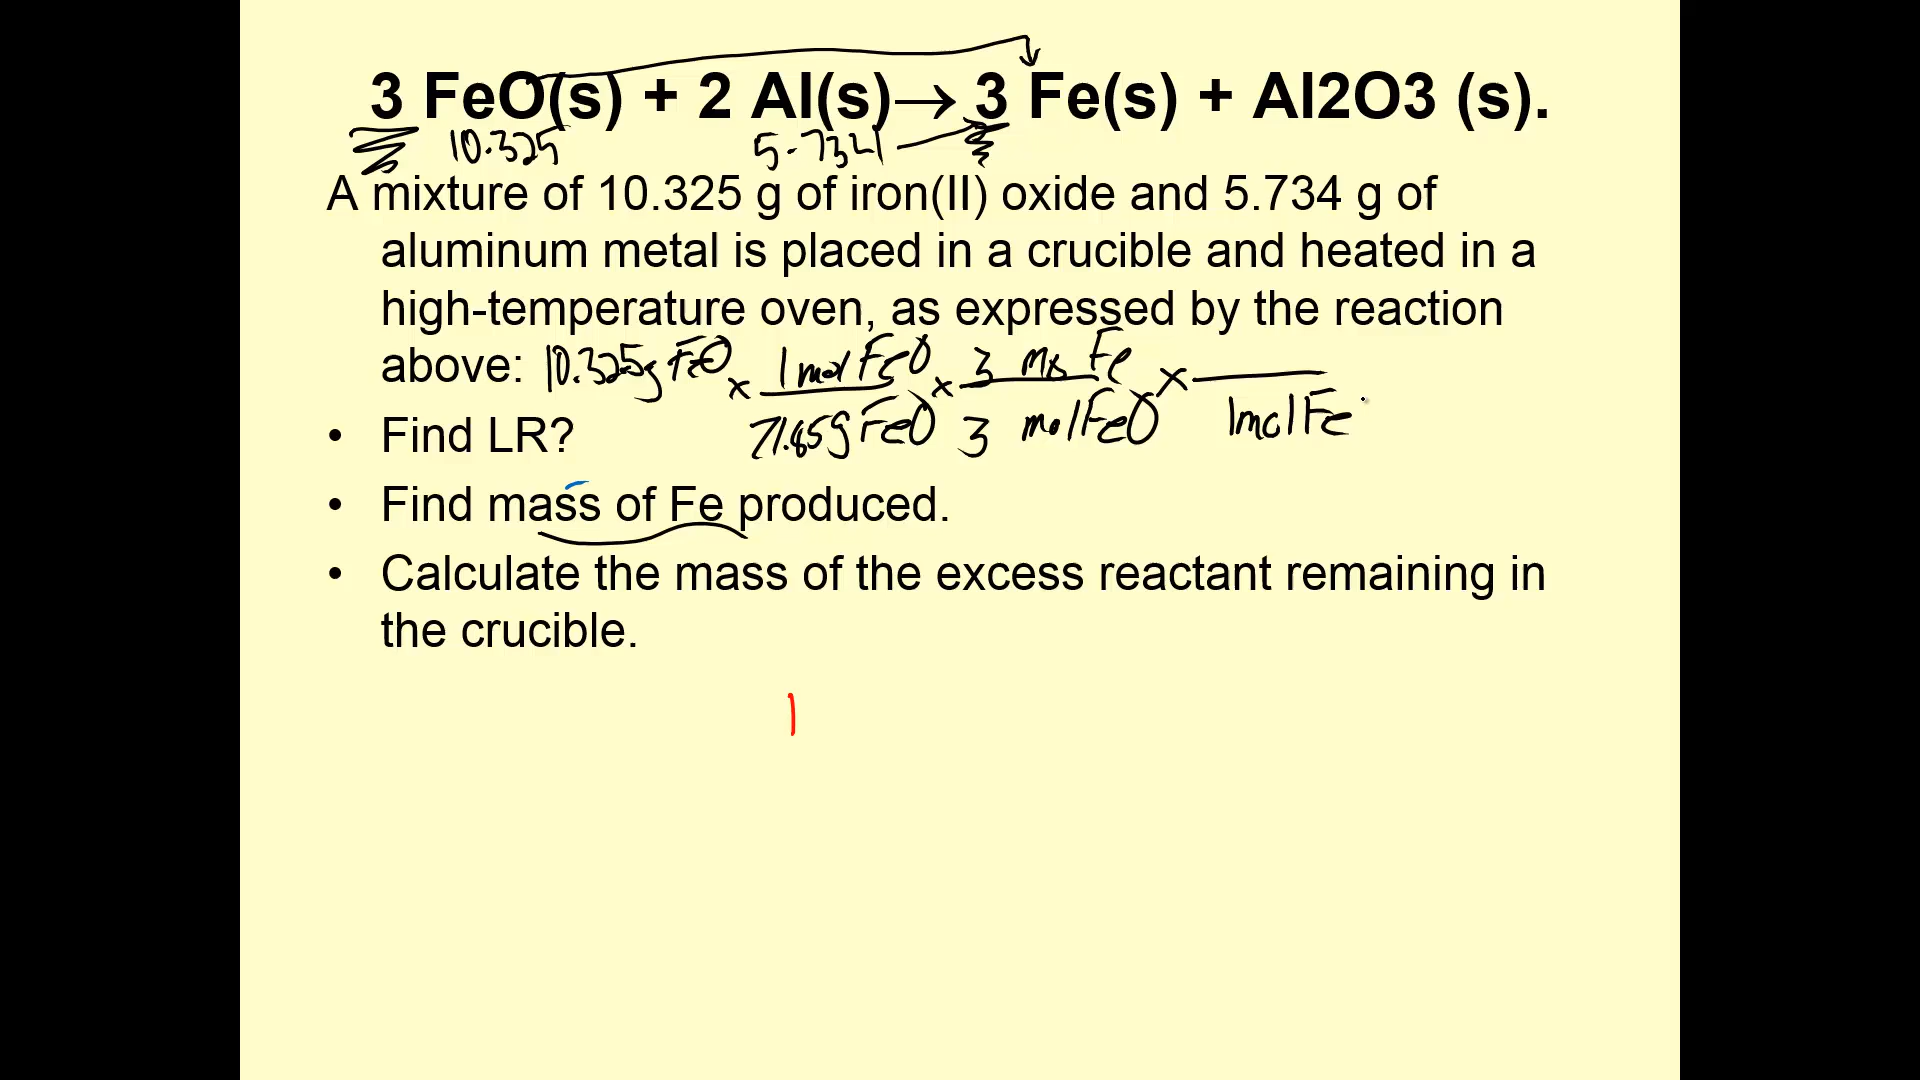 3 FeO(s) + 2 Al(s)→ 3 Fe(s) + Al2O3 (s).
10.325 5.734
A mixture of 10.325 g of iron(II) oxide and 5.734 g of
aluminum metal is placed in a crucible and heated in a
high-temperature oven, as expressed by the reaction
above: 10.325g FeO x 1 mol FeO x 3 mol Fe x
71.85g FeO 3 mol FeO 1mol Fe
• Find LR?
• Find mass of Fe produced.
• Calculate the mass of the excess reactant remaining in
the crucible.